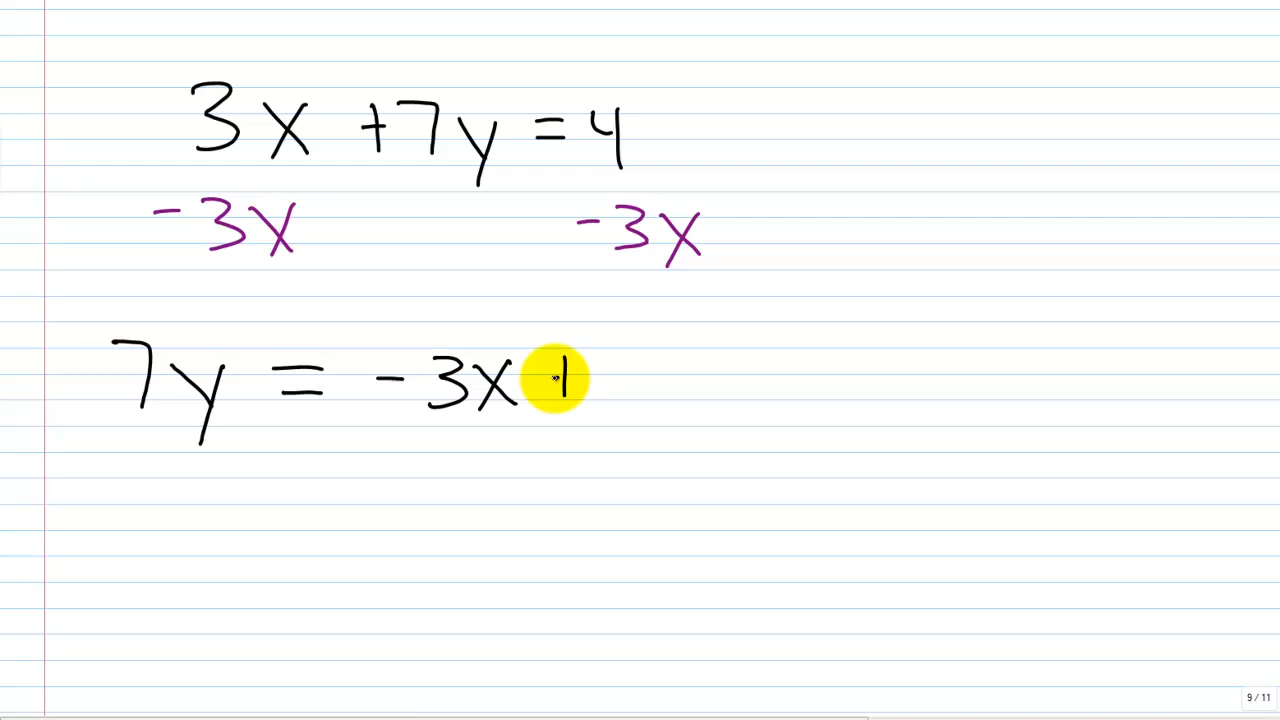 3x + 7y = 4
-3x -3x
7y = -3x
9 / 11